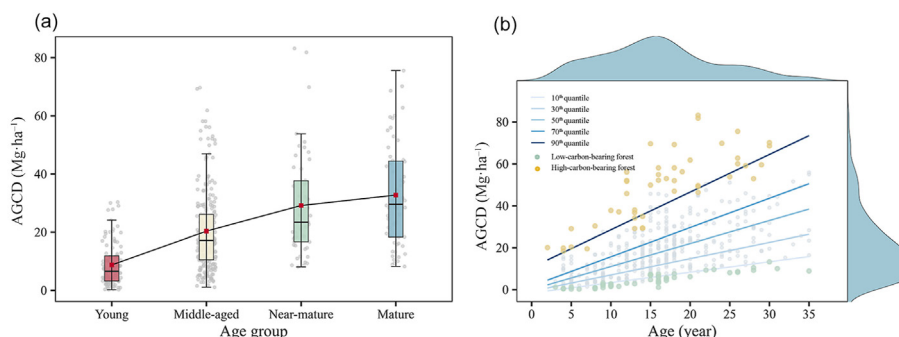 (a)
AGCD (Mg·ha⁻¹)
80
60
40
20
0
Young Middle-aged Near-mature Mature
Age group
(b)
AGCD (Mg·ha⁻¹)
80
60
40
20
0
10th quantile
30th quantile
50th quantile
70th quantile
90th quantile
Low-carbon-bearing forest
High-carbon-bearing forest
0 5 10 15 20 25 30 35
Age (year)